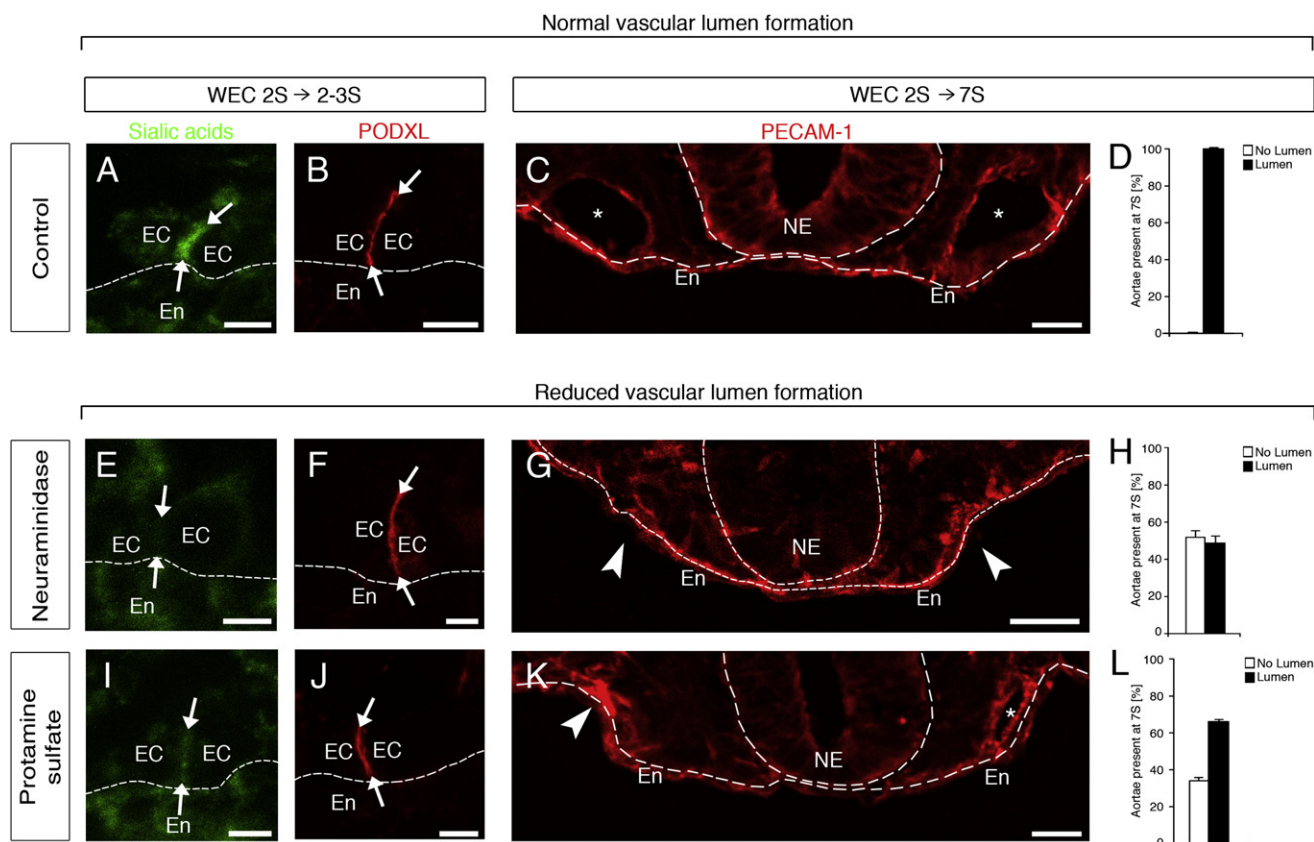 Normal vascular lumen formation
WEC 2S → 2-3S
WEC 2S → 7S
Sialic acids
PODXL
PECAM-1
Control
A
EC
EC
En
B
EC
EC
En
C
*
*
NE
En
En
D
No Lumen
Lumen
Aortae present at 7S [%]
100
80
60
40
20
0
Reduced vascular lumen formation
Neuraminidase
E
EC
EC
En
F
EC
EC
En
G
NE
En
En
H
No Lumen
Lumen
Aortae present at 7S [%]
100
80
60
40
20
0
Protamine
sulfate
I
EC
EC
En
J
EC
EC
En
K
*
NE
En
En
L
No Lumen
Lumen
Aortae present at 7S [%]
100
80
60
40
20
0